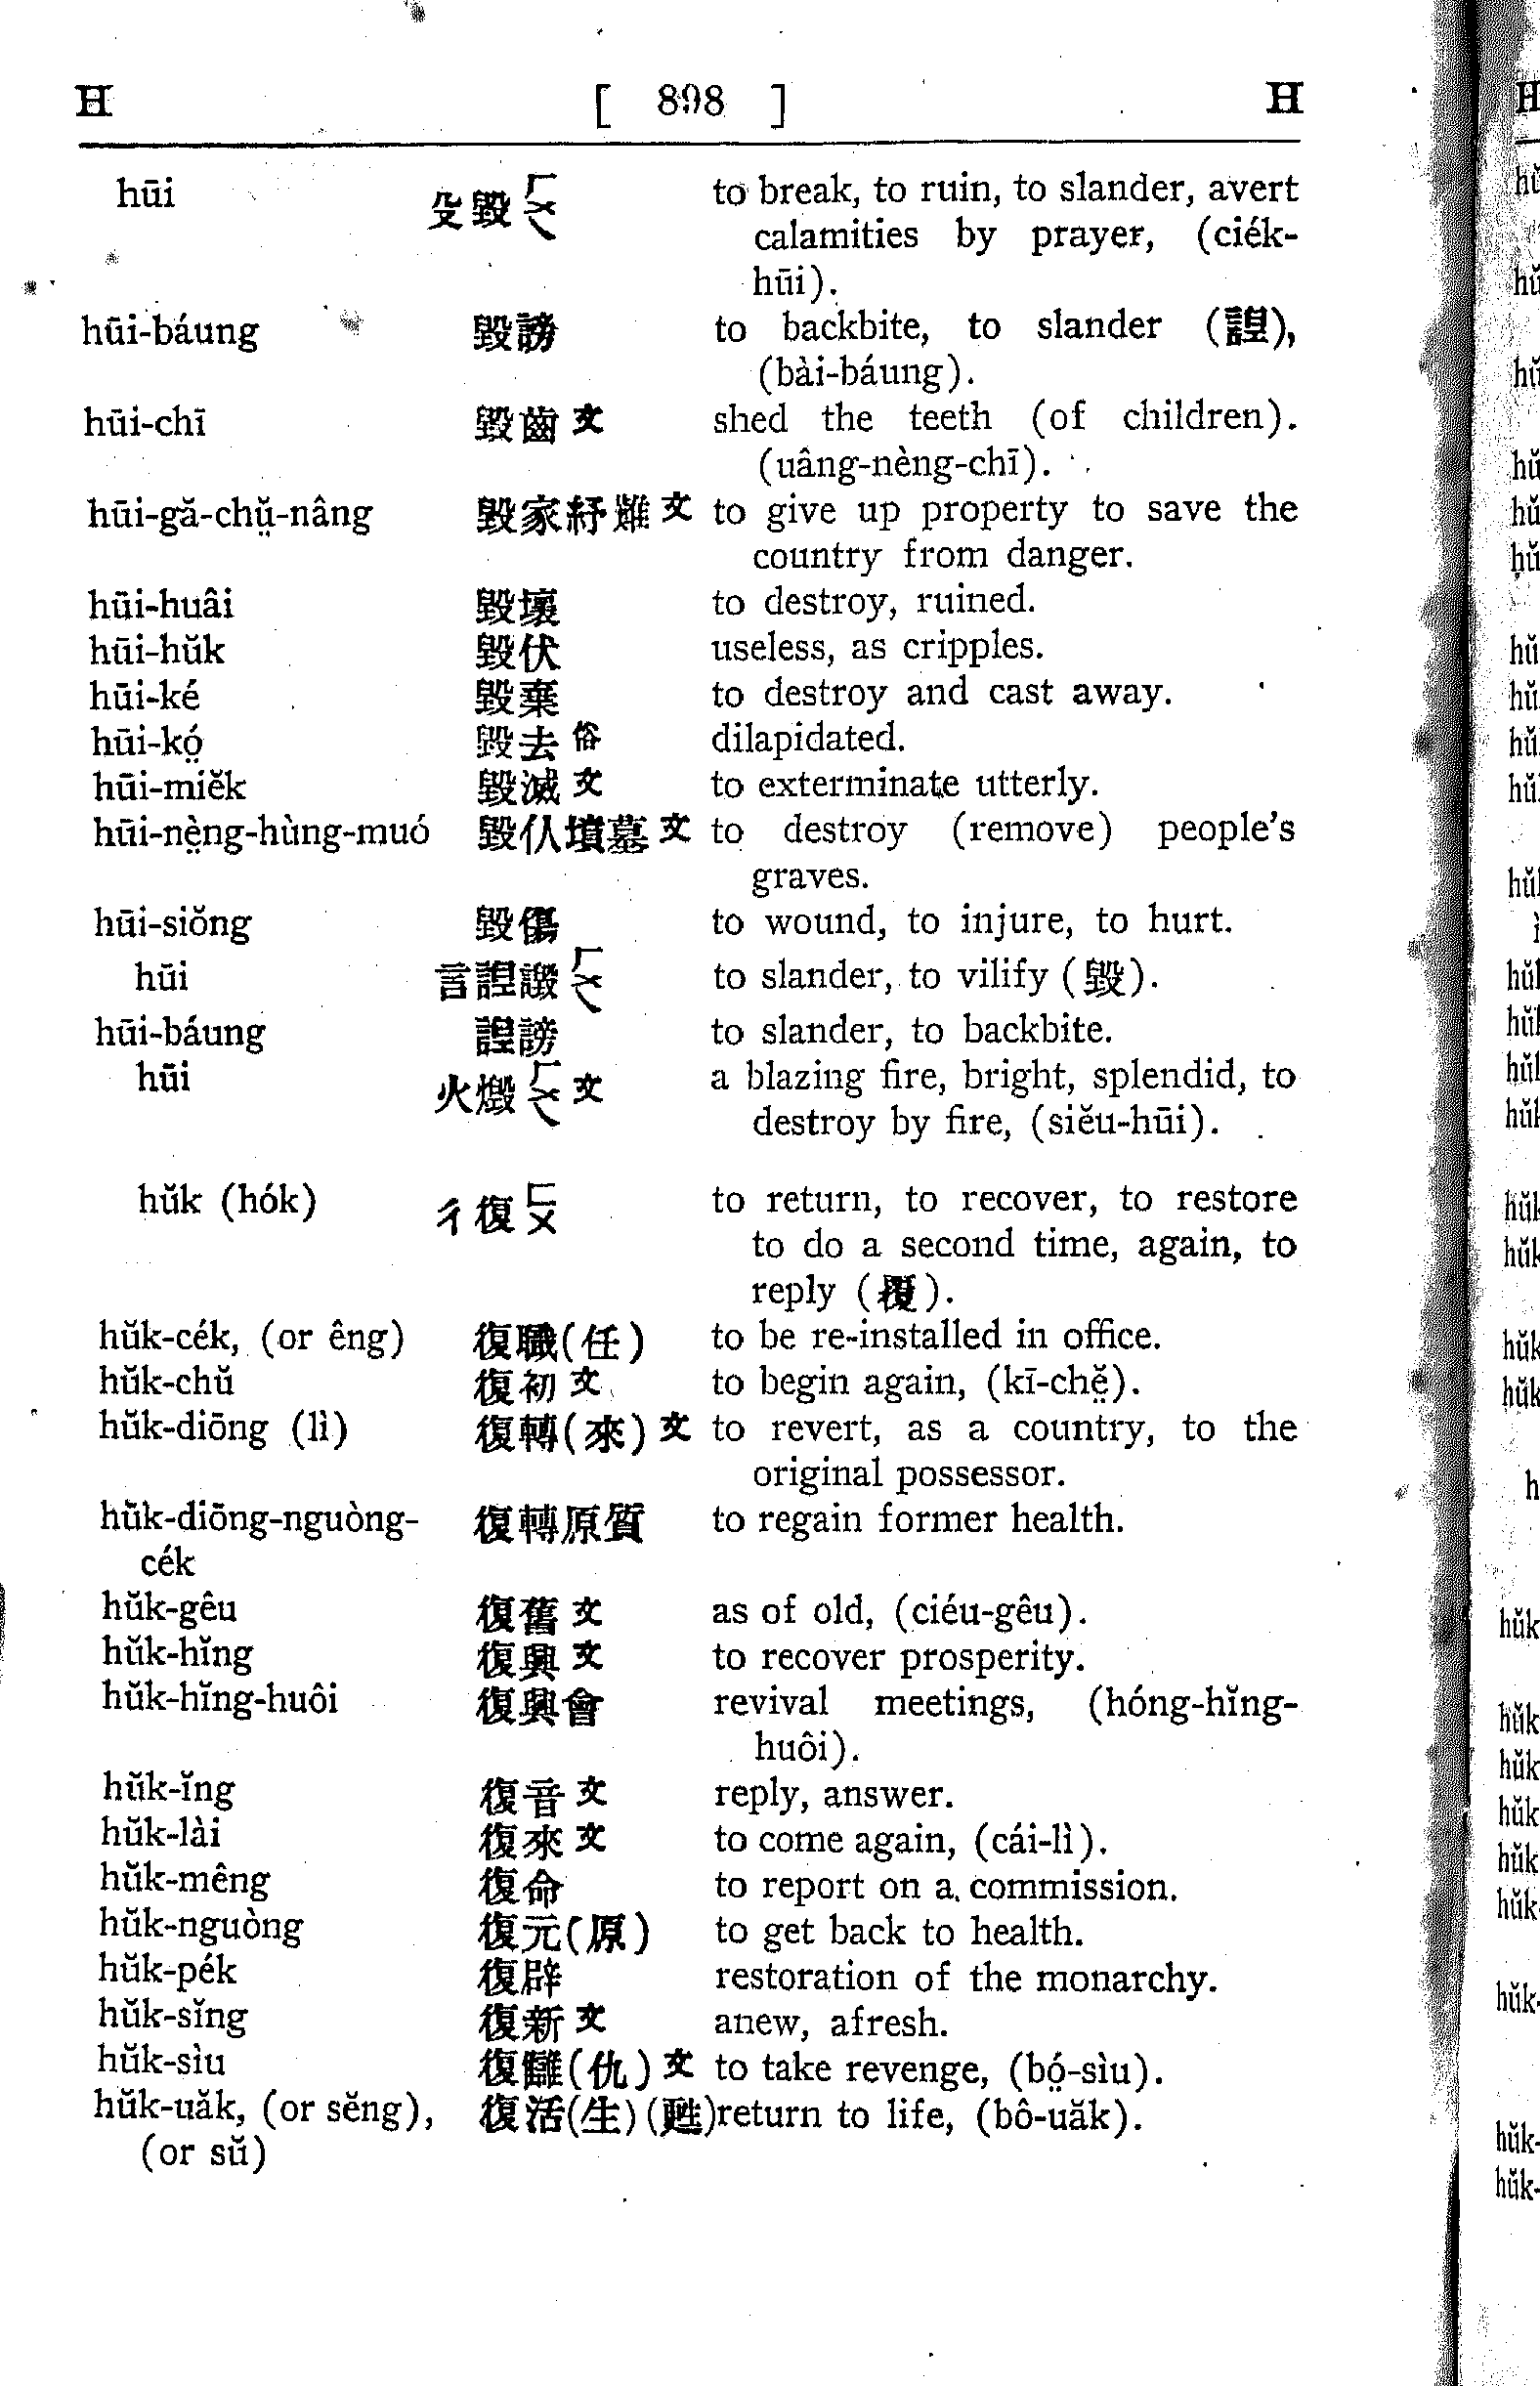 H [ 898 ] H
hūi 殳毀ㄏㄨㄟ to break, to ruin, to slander, avert
calamities by prayer, (ciék-
hūi).
hūi-báung 毀謗 to backbite, to slander (諻),
(bài-báung).
hūi-chī 毀齒文 shed the teeth (of children).
(uâng-nèng-chī).
hūi-gă-chṳ̆-nâng 毀家紓難文 to give up property to save the
country from danger.
hūi-huâi 毀壞 to destroy, ruined.
hūi-hŭk 毀伏 useless, as cripples.
hūi-ké 毀棄 to destroy and cast away.
hūi-kó̤ 毀去俗 dilapidated.
hūi-miĕk 毀滅文 to exterminate utterly.
hūi-nè̤ng-hùng-muó 毀仈墳墓文 to destroy (remove) people's
graves.
hūi-siŏng 毀傷 to wound, to injure, to hurt.
hūi 言諻譭ㄏㄨㄟ to slander, to vilify (毀).
hūi-báung 諻謗 to slander, to backbite.
hūi 火燬ㄏㄨㄟ文 a blazing fire, bright, splendid, to
destroy by fire, (siĕu-hūi).
hŭk (hók) 彳復ㄈㄨ to return, to recover, to restore
to do a second time, again, to
reply (覆).
hŭk-cék, (or êng) 復職(任) to be re-installed in office.
hŭk-chŭ 復初文 to begin again, (kī-chĕ̤).
hŭk-diōng (lì) 復轉(來)文 to revert, as a country, to the
original possessor.
hŭk-diōng-nguòng- 復轉原質 to regain former health.
cék
hŭk-gêu 復舊文 as of old, (ciéu-gêu).
hŭk-hĭng 復興文 to recover prosperity.
hŭk-hĭng-huôi 復興會 revival meetings, (hóng-hĭng-
huôi).
hŭk-ĭng 復音文 reply, answer.
hŭk-lài 復來文 to come again, (cái-lì).
hŭk-mêng 復命 to report on a commission.
hŭk-nguòng 復元(原) to get back to health.
hŭk-pék 復辟 restoration of the monarchy.
hŭk-sĭng 復新文 anew, afresh.
hŭk-sìu 復讎(仇)文 to take revenge, (bó̤-sìu).
hŭk-uăk, (or sĕng), 復活(生)(甦)return to life, (bô-uăk).
(or sŭ)